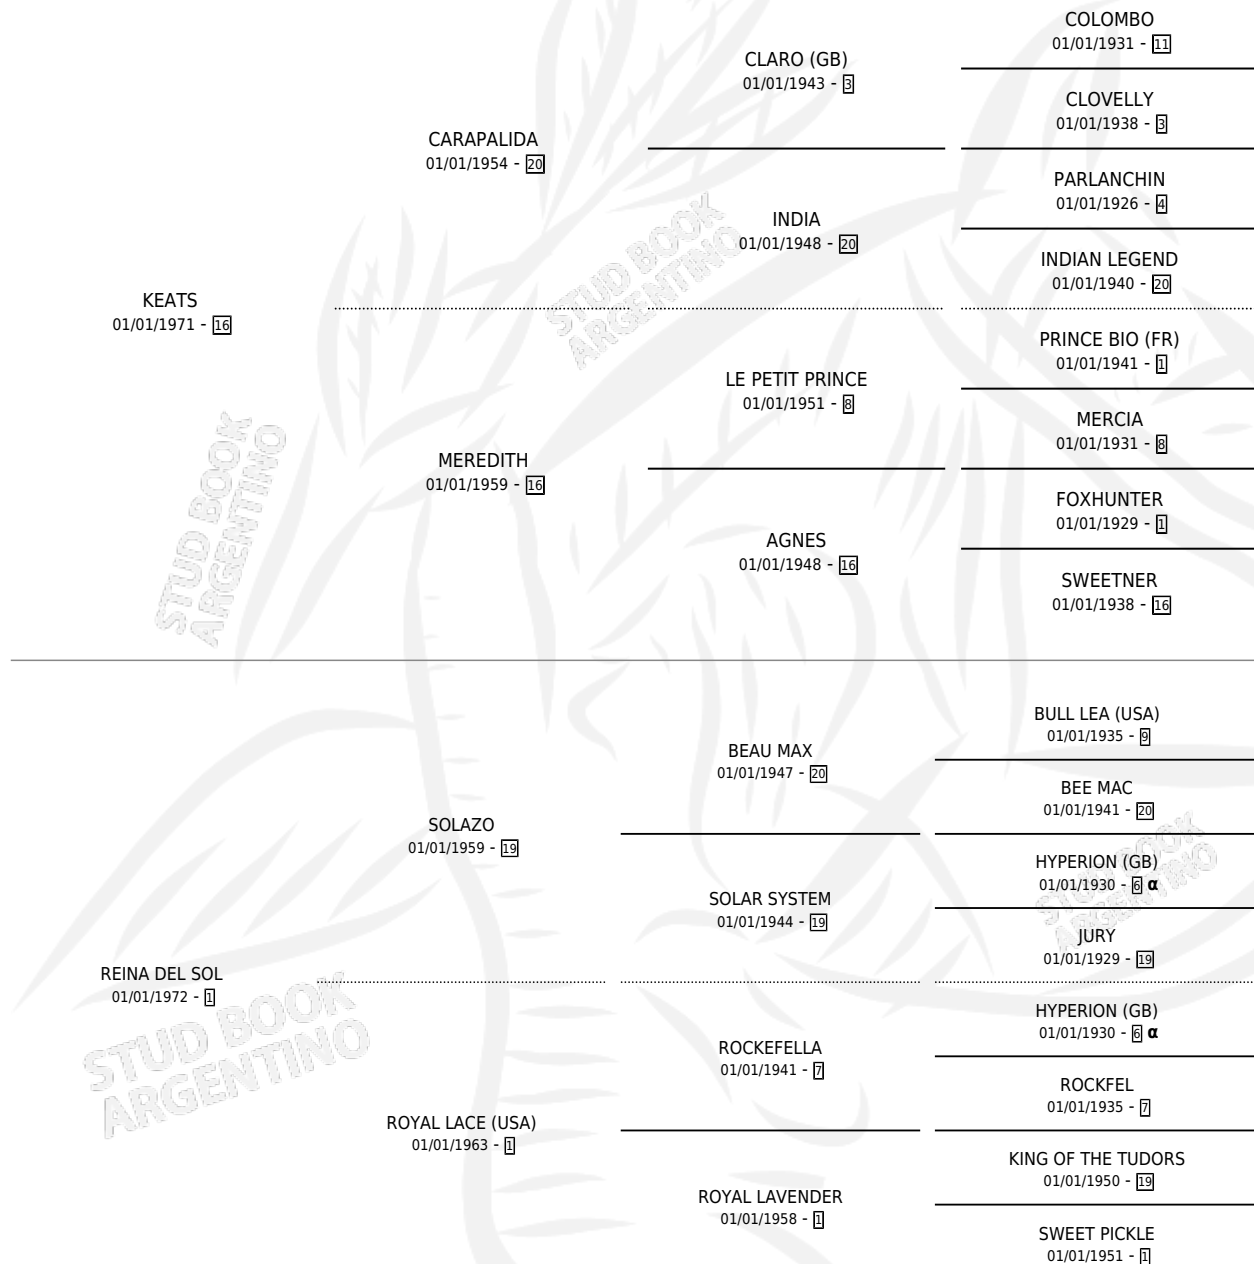 COLOMBO
01/01/1931 - 11
CLARO (GB)
01/01/1943 - 3
CLOVELLY
01/01/1938 - 3
CARAPALIDA
01/01/1954 - 20
PARLANCHIN
01/01/1926 - 4
INDIA
01/01/1948 - 20
INDIAN LEGEND
01/01/1940 - 20
KEATS
01/01/1971 - 16
PRINCE BIO (FR)
01/01/1941 - 1
LE PETIT PRINCE
01/01/1951 - 8
MERCIA
01/01/1931 - 8
MEREDITH
01/01/1959 - 16
FOXHUNTER
01/01/1929 - 1
AGNES
01/01/1948 - 16
SWEETNER
01/01/1938 - 16
BULL LEA (USA)
01/01/1935 - 9
BEAU MAX
01/01/1947 - 20
BEE MAC
01/01/1941 - 20
SOLAZO
01/01/1959 - 19
HYPERION (GB)
01/01/1930 - 6 α
SOLAR SYSTEM
01/01/1944 - 19
JURY
01/01/1929 - 19
REINA DEL SOL
01/01/1972 - 1
HYPERION (GB)
01/01/1930 - 6 α
ROCKEFELLA
01/01/1941 - 7
ROCKFEL
01/01/1935 - 7
ROYAL LACE (USA)
01/01/1963 - 1
KING OF THE TUDORS
01/01/1950 - 19
ROYAL LAVENDER
01/01/1958 - 1
SWEET PICKLE
01/01/1951 - 1
STUD BOOK
ARGENTINO
STUD BOOK
ARGENTINO
STUD BOOK
ARGENTINO
STUD BOOK
ARGENTINO